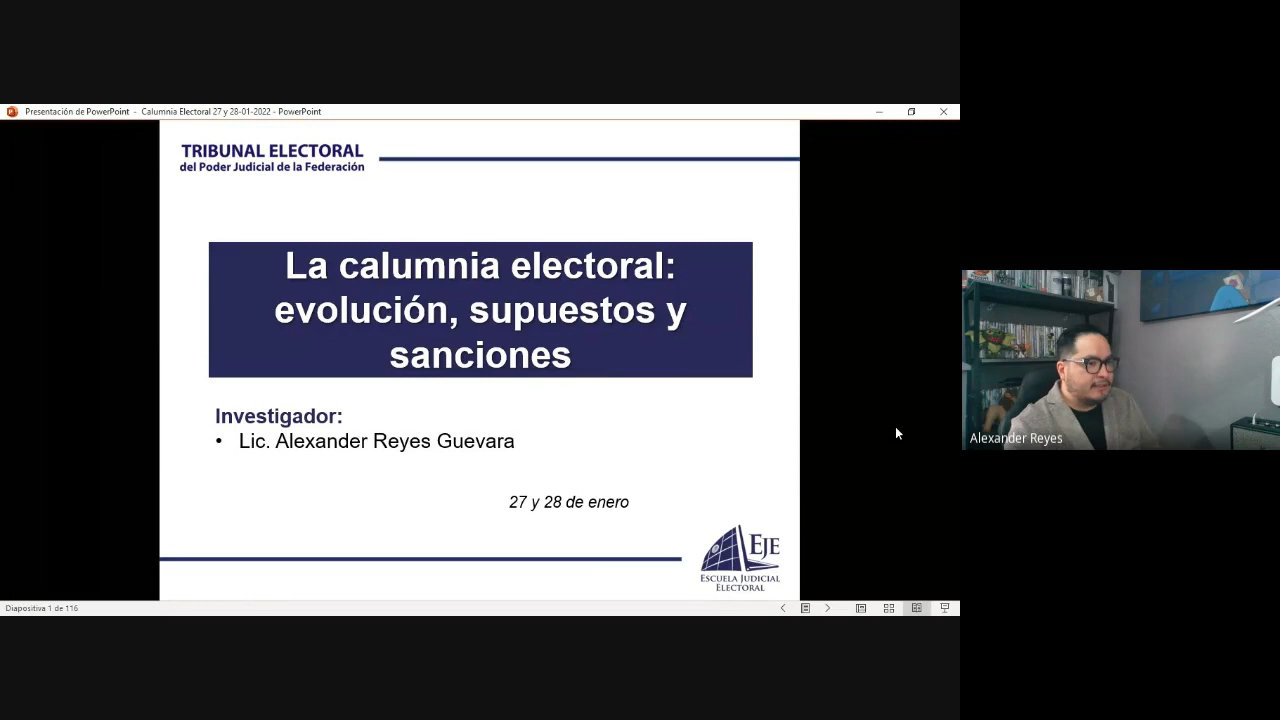 Presentación de PowerPoint - Calumnia Electoral 27 y 28-01-2022 - PowerPoint
TRIBUNAL ELECTORAL
del Poder Judicial de la Federación
La calumnia electoral:
evolución, supuestos y
sanciones
Investigador:
• Lic. Alexander Reyes Guevara
27 y 28 de enero
EJE
ESCUELA JUDICIAL
ELECTORAL
Diapositiva 1 de 116
Alexander Reyes